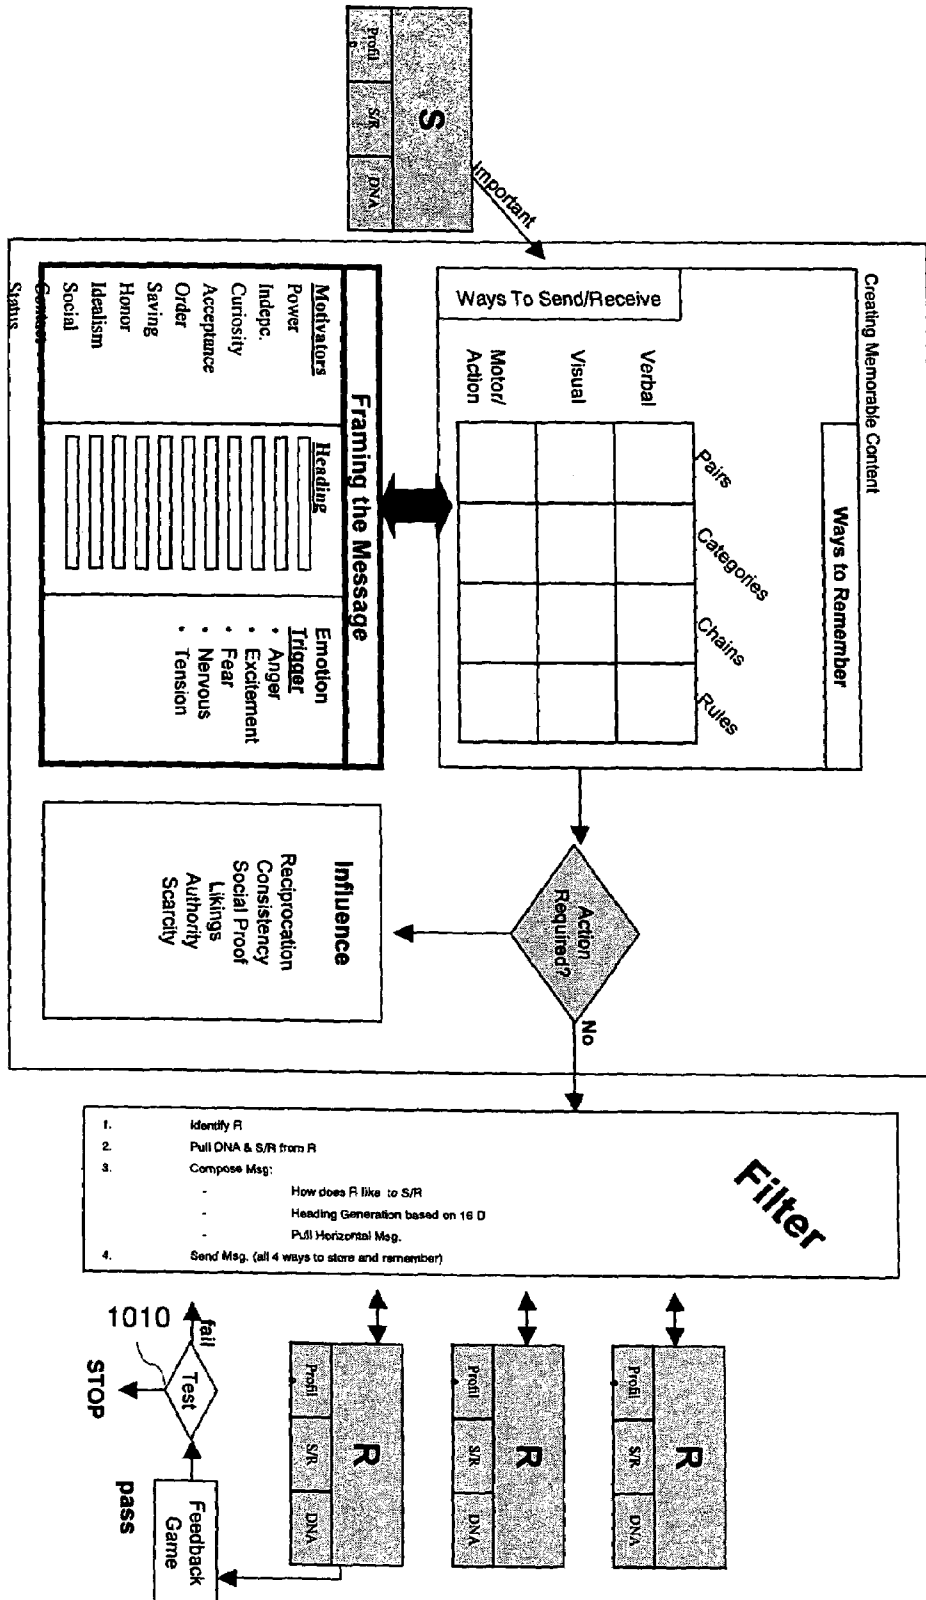 S
Profil
e
S/R
DNA
Important
Creating Memorable Content
Ways to Remember
Ways To Send/Receive
Pairs
Categories
Chains
Rules
Verbal
Visual
Motor/
Action
Framing the Message
Motivators
Power
Indepc.
Curiosity
Acceptance
Order
Saving
Honor
Idealism
Social
Contact
Status
Heading
Emotion
Trigger
• Anger
• Excitement
• Fear
• Nervous
• Tension
Action
Required?
No
Influence
Reciprocation
Consistency
Social Proof
Likings
Authority
Scarcity
Filter
1. Identify R
2. Pull DNA & S/R from R
3. Compose Msg:
- How does R like to S/R
- Heading Generation based on 16 D
- Pull Horizontal Msg.
4. Send Msg. (all 4 ways to store and remember)
R
Profil
S/R
DNA
R
Profil
S/R
DNA
R
Profil
S/R
DNA
fail
Test
1010
STOP
pass
Feedback
Game